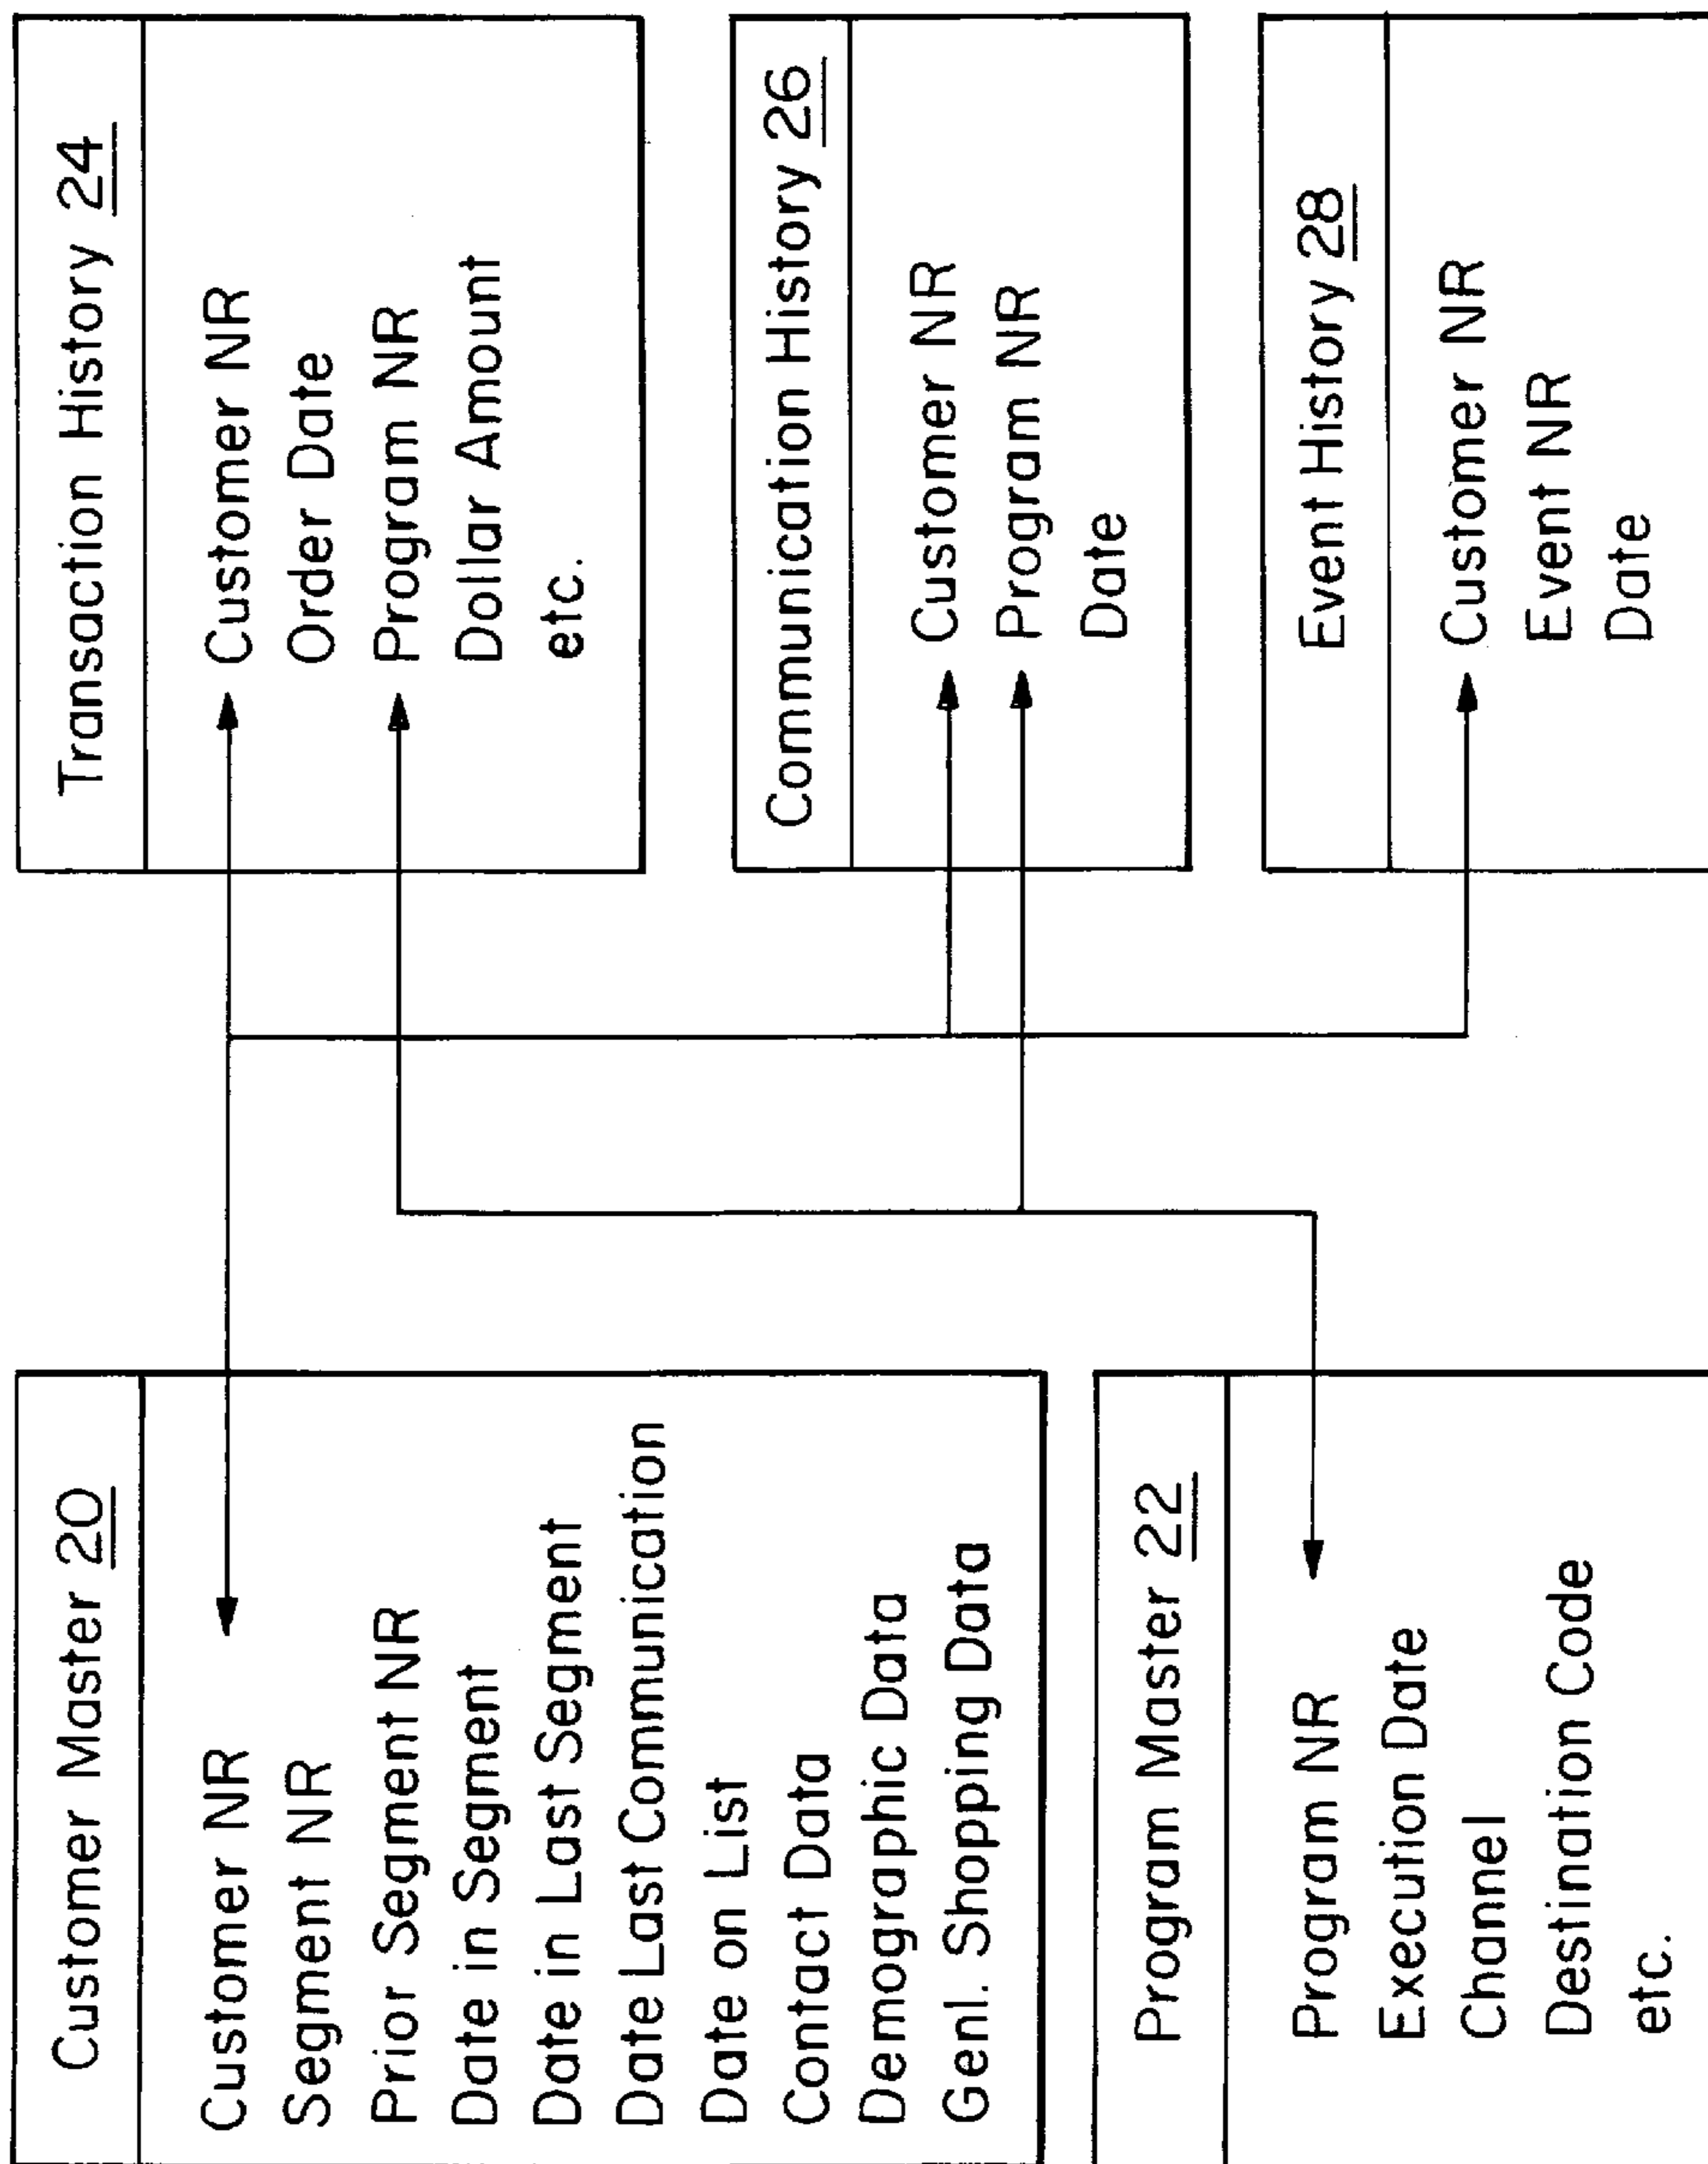 Customer Master 20
Customer NR
Segment NR
Prior Segment NR
Date in Segment
Date in Last Segment
Date Last Communication
Date on List
Contact Data
Demographic Data
Genl. Shopping Data
Program Master 22
Program NR
Execution Date
Channel
Destination Code
etc.
Transaction History 24
Customer NR
Order Date
Program NR
Dollar Amount
etc.
Communication History 26
Customer NR
Program NR
Date
Event History 28
Customer NR
Event NR
Date